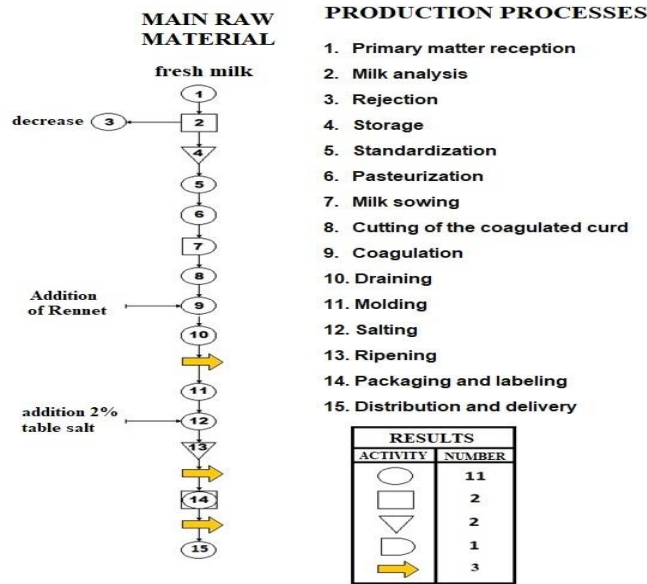 MAIN RAW
MATERIAL
fresh milk
1
decrease 3
2
4
5
6
7
8
Addition
of Rennet
9
10
11
addition 2%
table salt
12
13
14
15
PRODUCTION PROCESSES
1. Primary matter reception
2. Milk analysis
3. Rejection
4. Storage
5. Standardization
6. Pasteurization
7. Milk sowing
8. Cutting of the coagulated curd
9. Coagulation
10. Draining
11. Molding
12. Salting
13. Ripening
14. Packaging and labeling
15. Distribution and delivery
RESULTS
ACTIVITY NUMBER
11
2
2
1
3